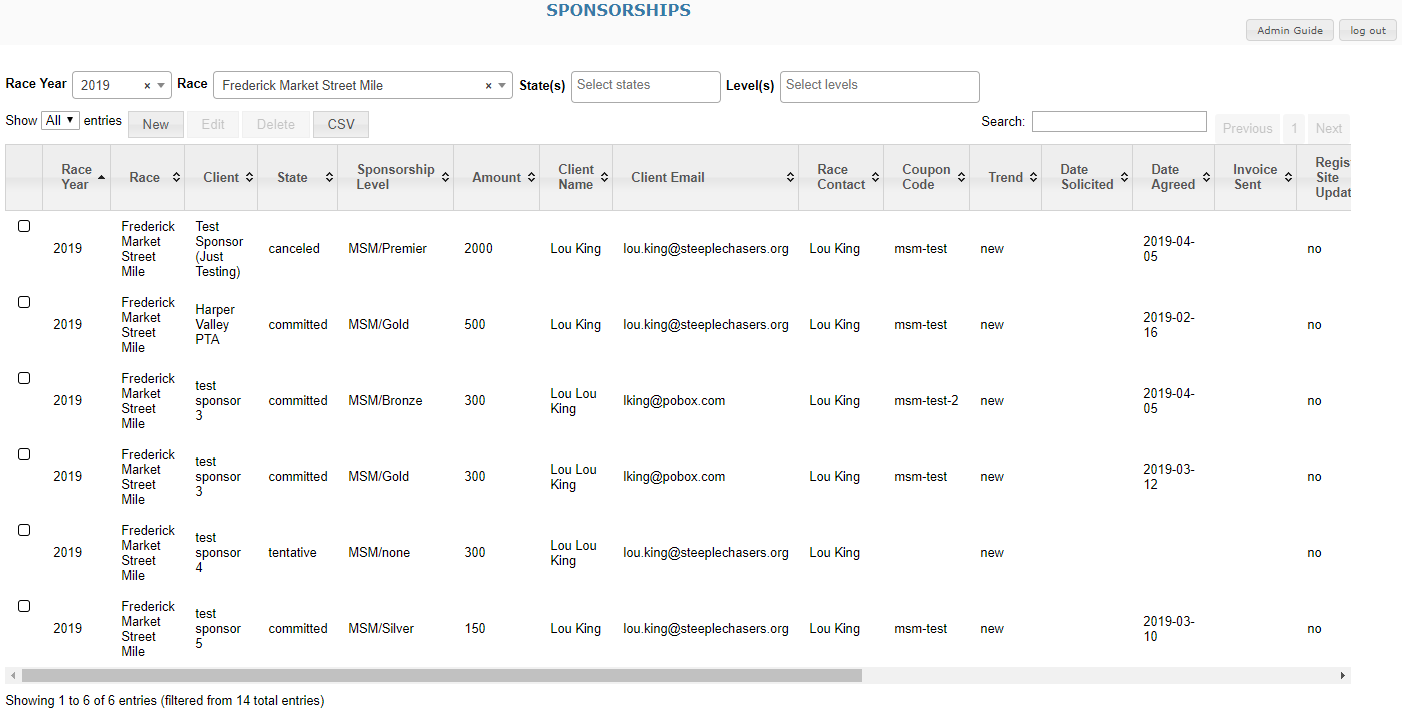 SPONSORSHIPS
Admin Guide log out
Race Year 2019 × Race Frederick Market Street Mile × State(s) Select states Level(s) Select levels
Show All entries New Edit Delete CSV Search: Previous 1 Next
Race Year Race Client State Sponsorship Level Amount Client Name Client Email Race Contact Coupon Code Trend Date Solicited Date Agreed Invoice Sent Regis Site Updat
2019 Frederick Market Street Mile Test Sponsor (Just Testing) canceled MSM/Premier 2000 Lou King lou.king@steeplechasers.org Lou King msm-test new 2019-04-05 no
2019 Frederick Market Street Mile Harper Valley PTA committed MSM/Gold 500 Lou King lou.king@steeplechasers.org Lou King msm-test new 2019-02-16 no
2019 Frederick Market Street Mile test sponsor 3 committed MSM/Bronze 300 Lou Lou King lking@pobox.com Lou King msm-test-2 new 2019-04-05 no
2019 Frederick Market Street Mile test sponsor 3 committed MSM/Gold 300 Lou Lou King lking@pobox.com Lou King msm-test new 2019-03-12 no
2019 Frederick Market Street Mile test sponsor 4 tentative MSM/none 300 Lou Lou King lou.king@steeplechasers.org Lou King new no
2019 Frederick Market Street Mile test sponsor 5 committed MSM/Silver 150 Lou King lou.king@steeplechasers.org Lou King msm-test new 2019-03-10 no
Showing 1 to 6 of 6 entries (filtered from 14 total entries)